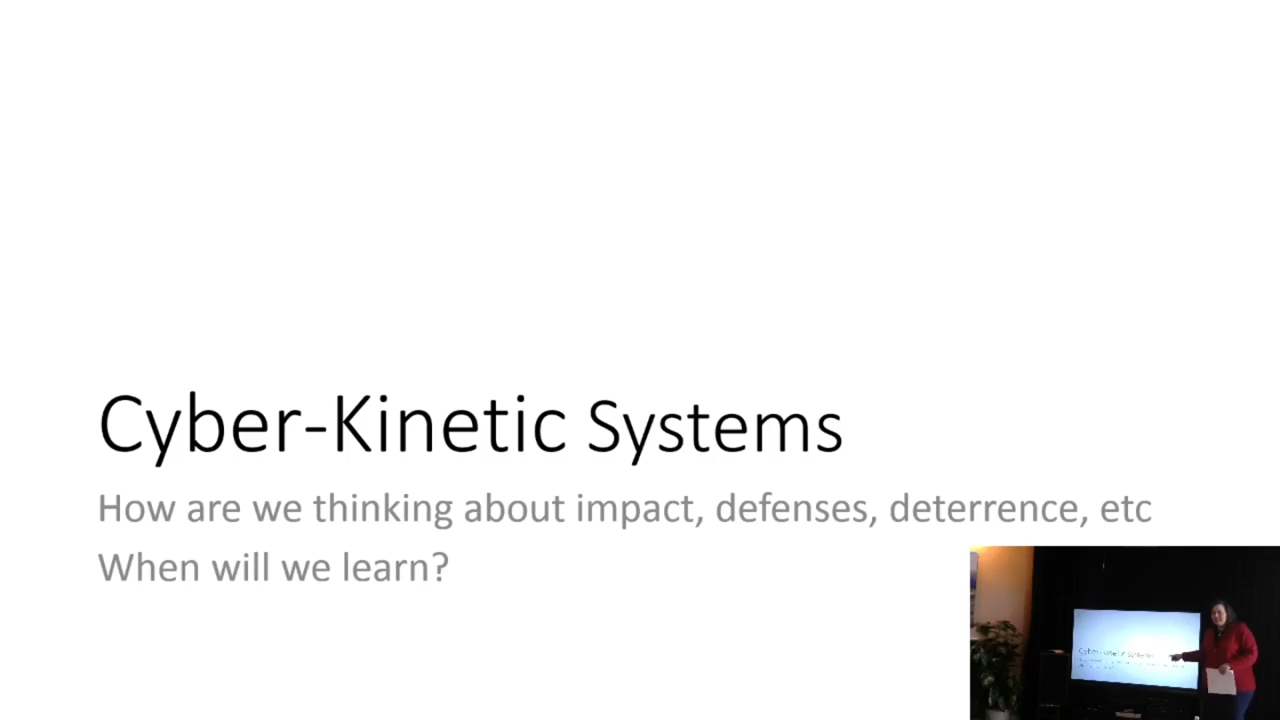 Cyber-Kinetic Systems
How are we thinking about impact, defenses, deterrence, etc
When will we learn?